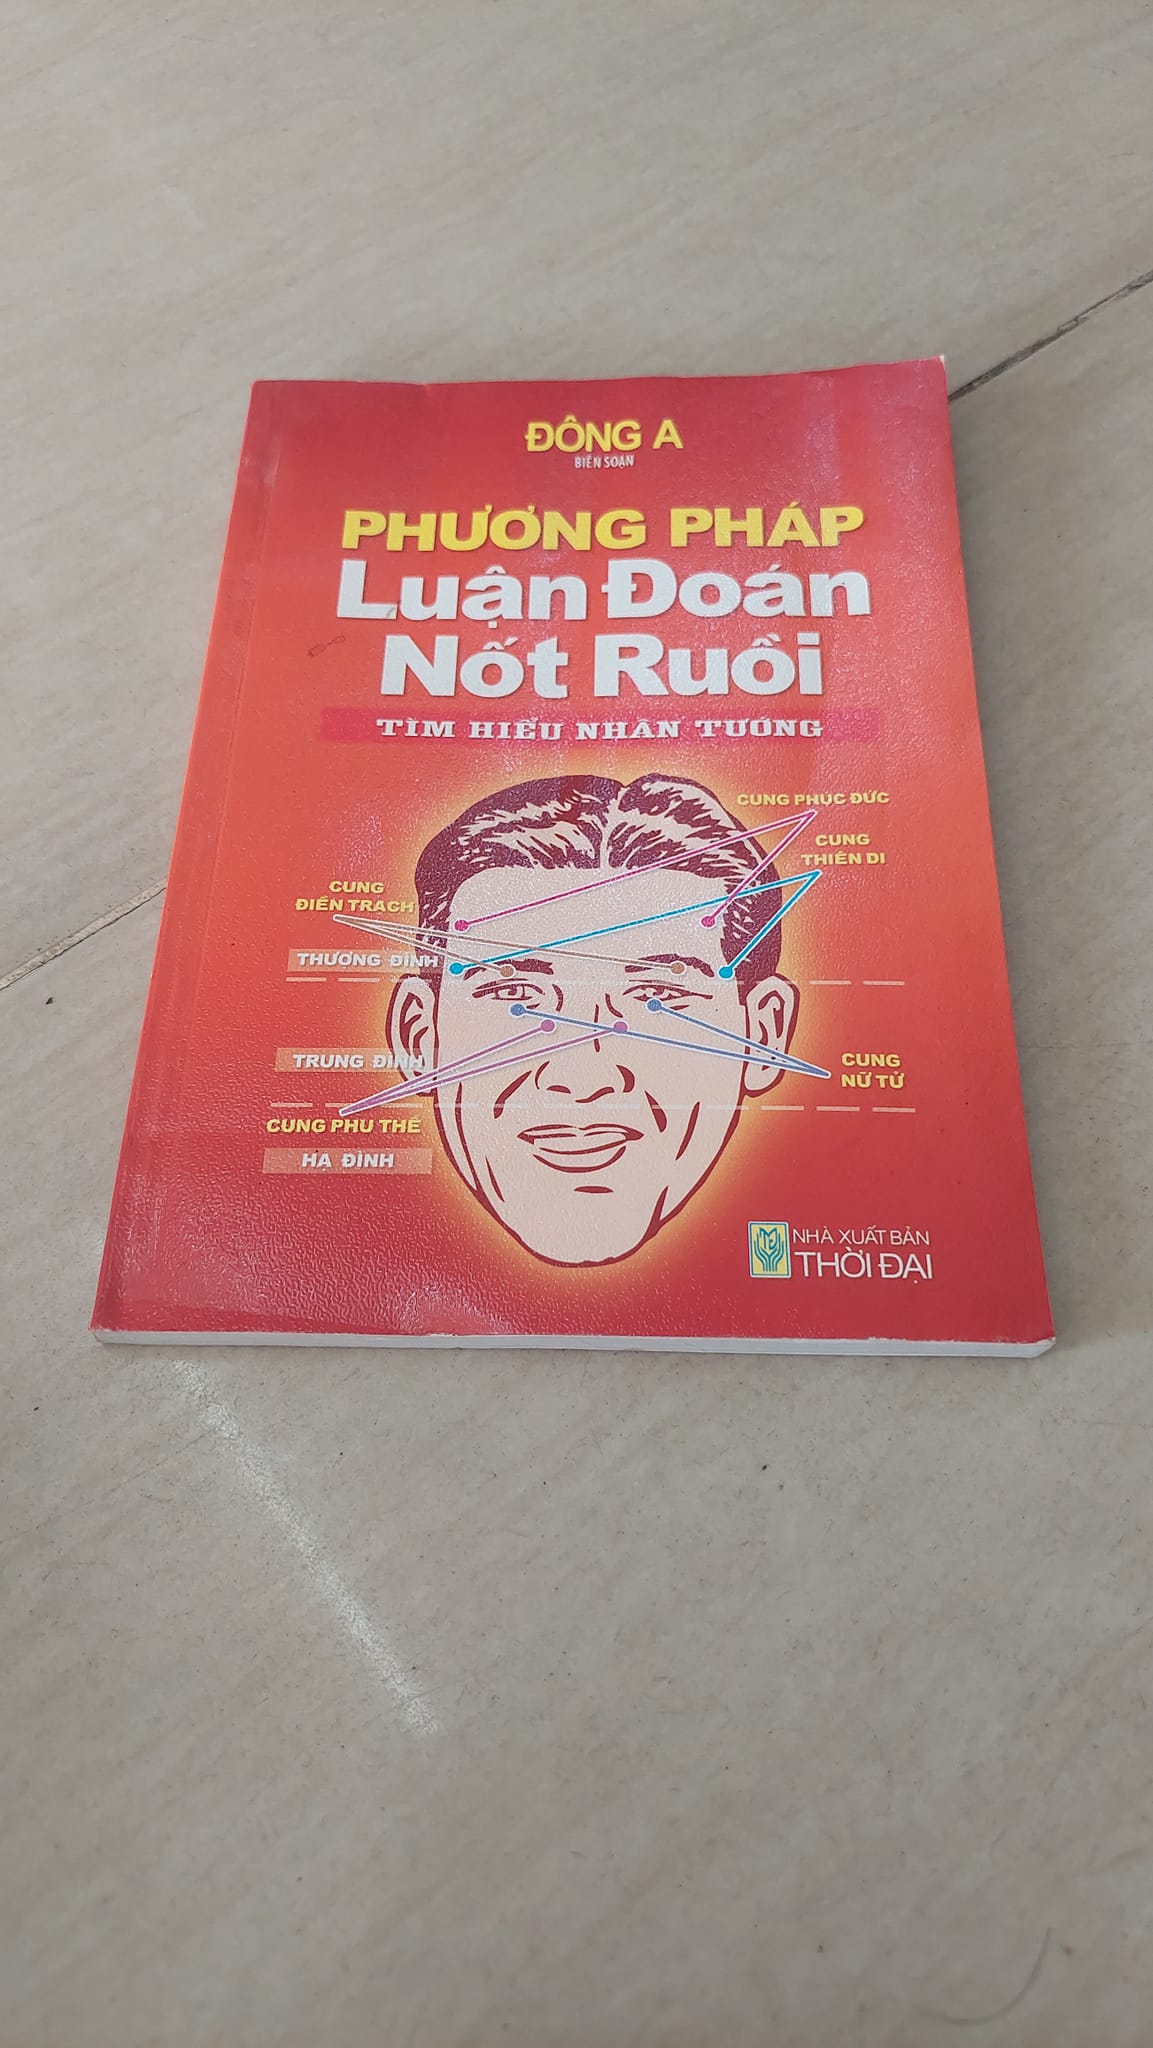 ĐÔNG A
BIÊN SOẠN
PHƯƠNG PHÁP
Luận Đoán
Nốt Ruồi
TÌM HIỂU NHÂN TƯỚNG
CUNG PHÚC ĐỨC
CUNG
THIÊN DI
CUNG
ĐIỀN TRẠCH
THƯỢNG ĐÌNH
TRUNG ĐÌNH
CUNG
NỮ TỬ
CUNG PHU THÊ
HẠ ĐÌNH
NHÀ XUẤT BẢN
THỜI ĐẠI